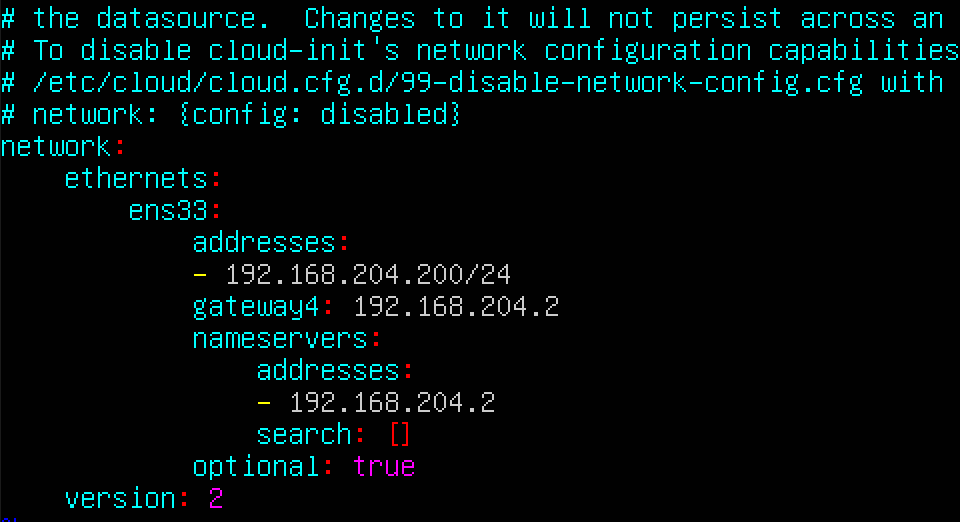 # the datasource.  Changes to it will not persist across an
# To disable cloud-init's network configuration capabilities
# /etc/cloud/cloud.cfg.d/99-disable-network-config.cfg with
# network: {config: disabled}
network:
    ethernets:
        ens33:
            addresses:
            - 192.168.204.200/24
            gateway4: 192.168.204.2
            nameservers:
                addresses:
                - 192.168.204.2
                search: []
            optional: true
    version: 2